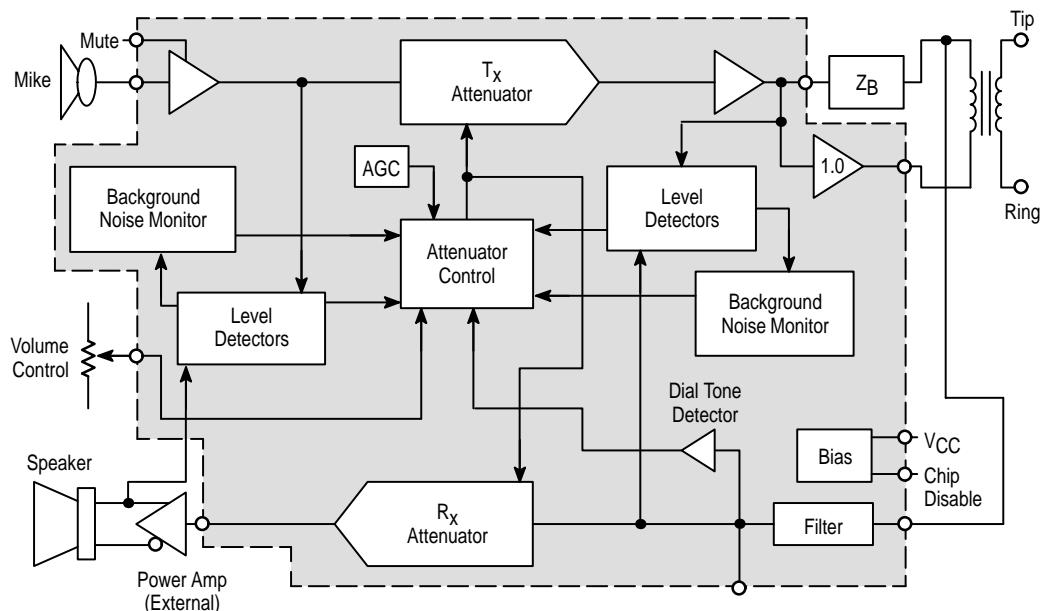 Tip
Mute
Mike
Tx
Attenuator
ZB
AGC
1.0
Background
Noise Monitor
Level
Detectors
Ring
Attenuator
Control
Level
Detectors
Background
Noise Monitor
Volume
Control
Dial Tone
Detector
VCC
Bias
Chip
Disable
Speaker
Rx
Attenuator
Filter
Power Amp
(External)